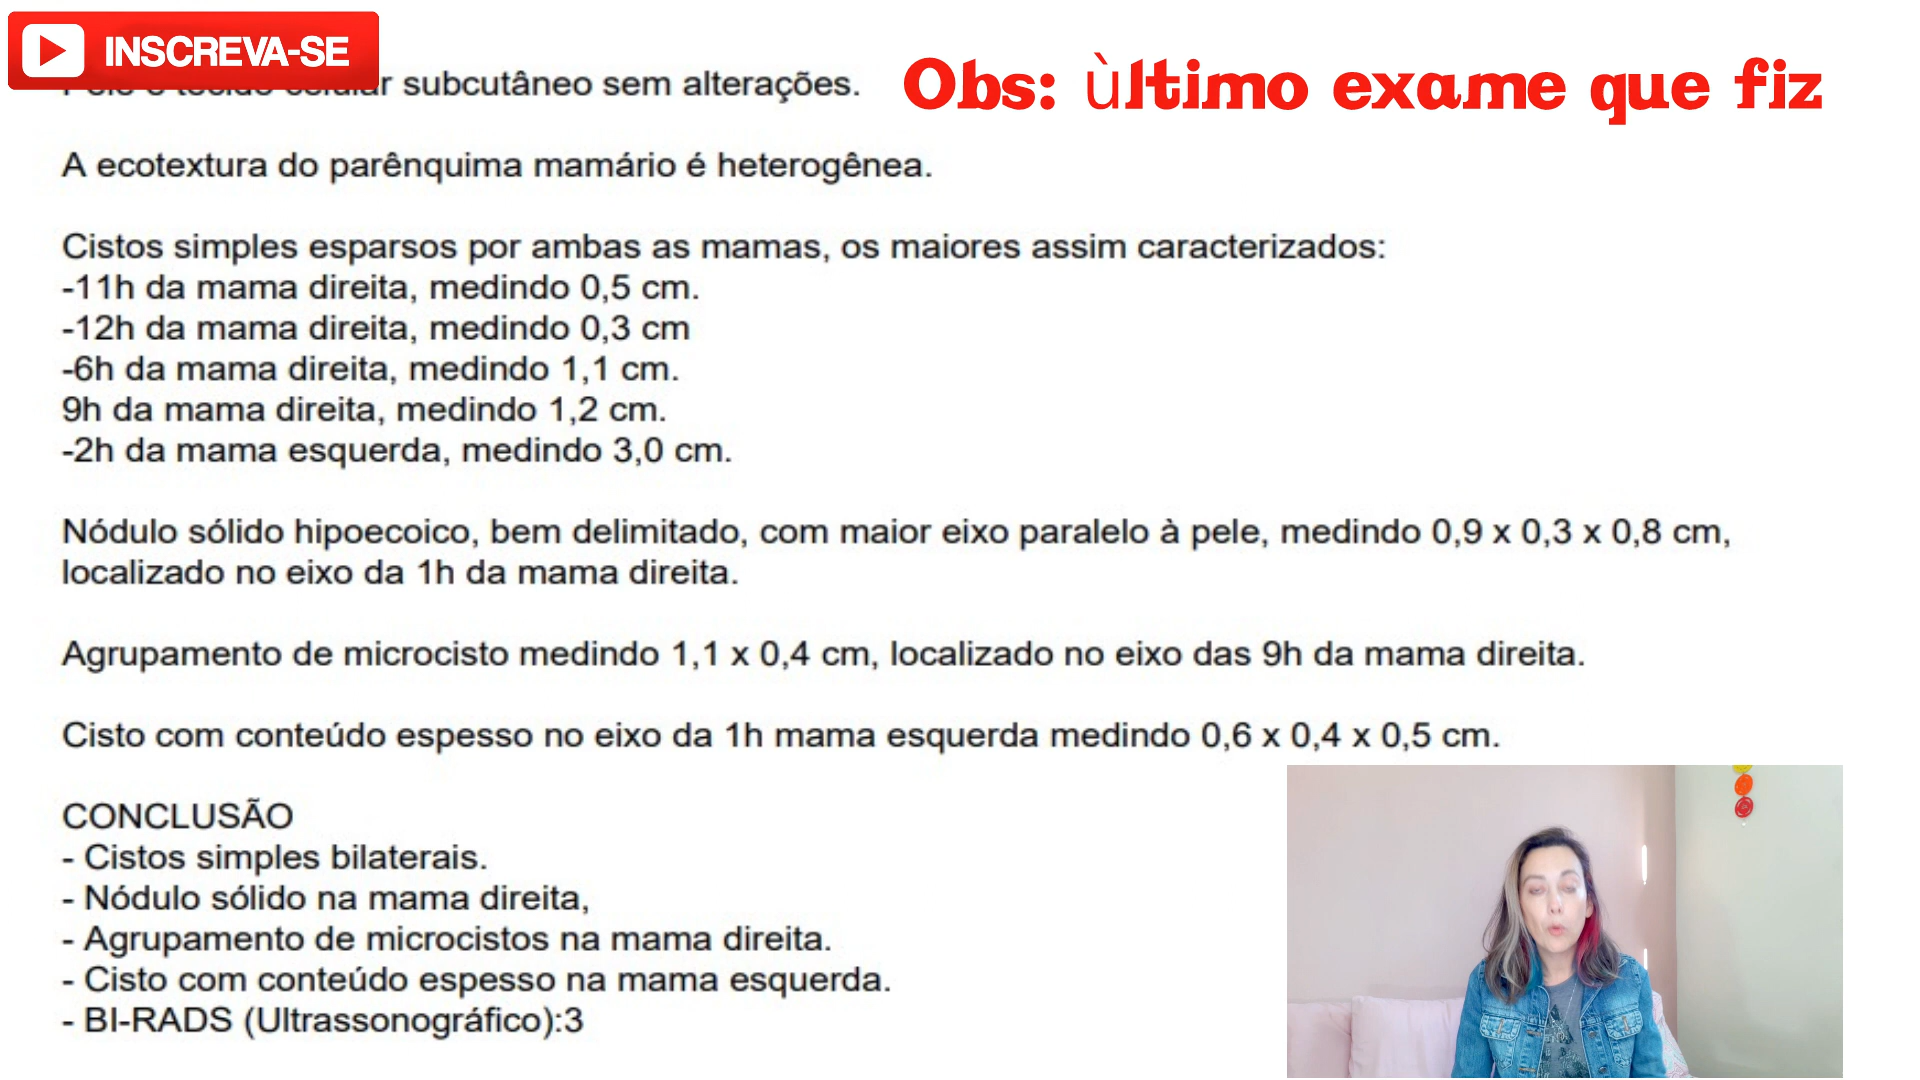 INSCREVA-SE
subcutâneo sem alterações.
Obs: Ùltimo exame que fiz
A ecotextura do parênquima mamário é heterogênea.
Cistos simples esparsos por ambas as mamas, os maiores assim caracterizados:
-11h da mama direita, medindo 0,5 cm.
-12h da mama direita, medindo 0,3 cm
-6h da mama direita, medindo 1,1 cm.
9h da mama direita, medindo 1,2 cm.
-2h da mama esquerda, medindo 3,0 cm.
Nódulo sólido hipoecoico, bem delimitado, com maior eixo paralelo à pele, medindo 0,9 x 0,3 x 0,8 cm,
localizado no eixo da 1h da mama direita.
Agrupamento de microcisto medindo 1,1 x 0,4 cm, localizado no eixo das 9h da mama direita.
Cisto com conteúdo espesso no eixo da 1h mama esquerda medindo 0,6 x 0,4 x 0,5 cm.
CONCLUSÃO
- Cistos simples bilaterais.
- Nódulo sólido na mama direita,
- Agrupamento de microcistos na mama direita.
- Cisto com conteúdo espesso na mama esquerda.
- BI-RADS (Ultrassonográfico):3